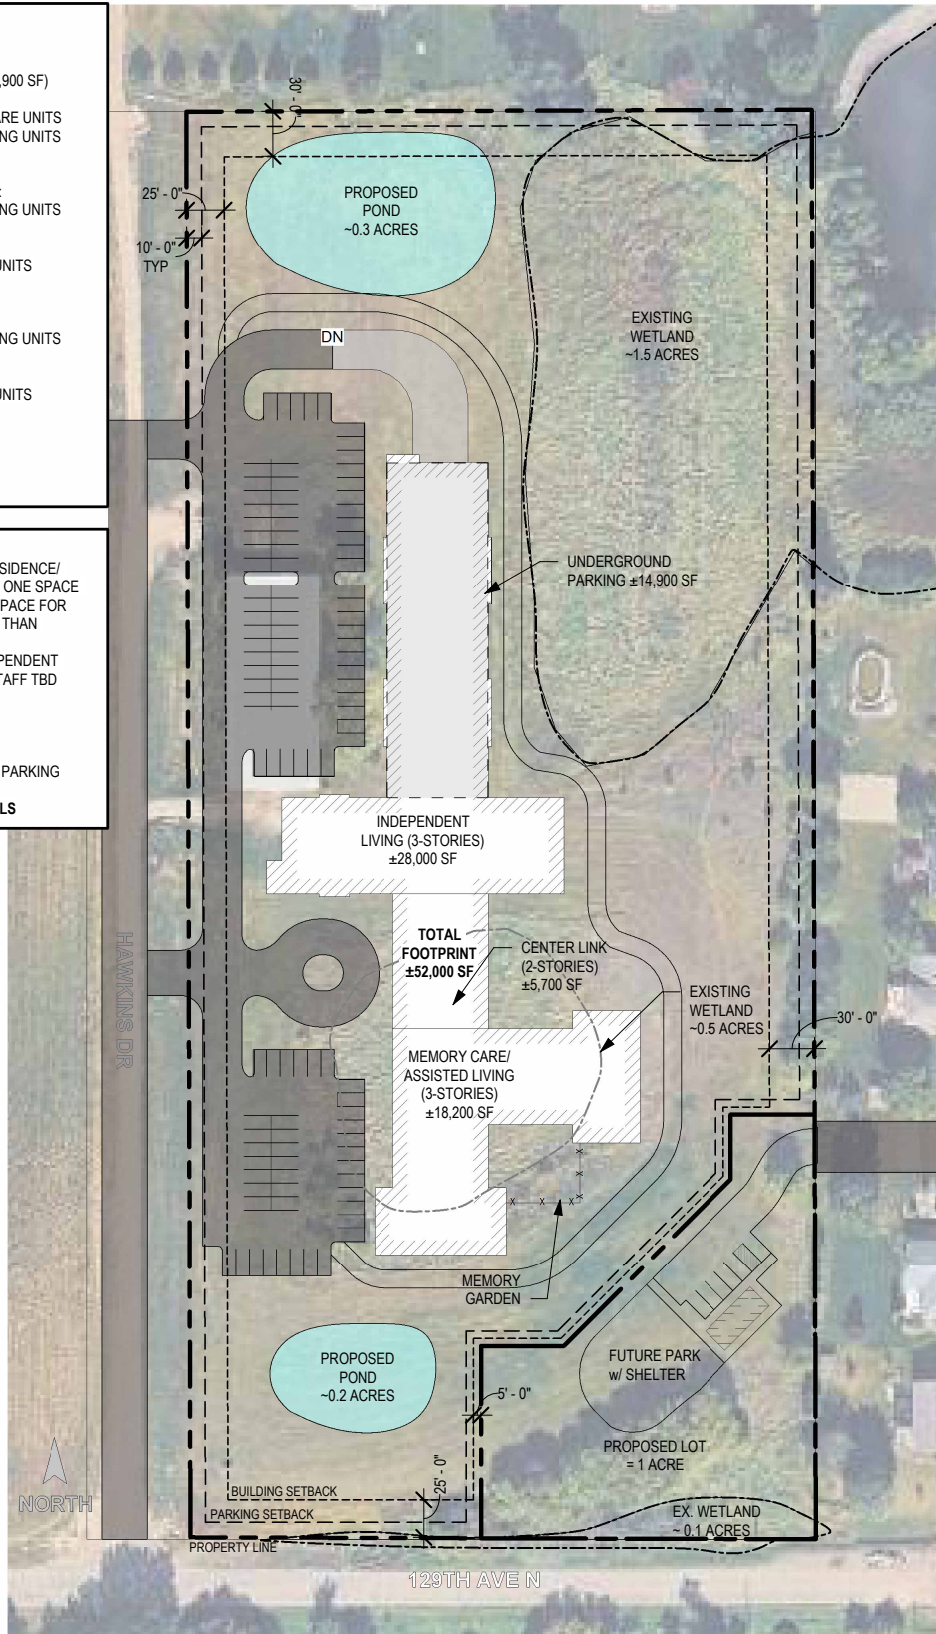 ,900 SF)
ARE UNITS
NG UNITS
:
NG UNITS
UNITS
NG UNITS
UNITS
SIDENCE/
ONE SPACE
PACE FOR
THAN
PENDENT
TAFF TBD
PARKING
LS
30' - 0"
25' - 0"
10' - 0"
TYP
PROPOSED
POND
~0.3 ACRES
DN
EXISTING
WETLAND
~1.5 ACRES
UNDERGROUND
PARKING ±14,900 SF
INDEPENDENT
LIVING (3-STORIES)
±28,000 SF
TOTAL
FOOTPRINT
±52,000 SF
CENTER LINK
(2-STORIES)
±5,700 SF
EXISTING
WETLAND
~0.5 ACRES
30' - 0"
MEMORY CARE/
ASSISTED LIVING
(3-STORIES)
±18,200 SF
X X X
X
X
X
MEMORY
GARDEN
HAWKINS DR
PROPOSED
POND
~0.2 ACRES
5' - 0"
FUTURE PARK
w/ SHELTER
PROPOSED LOT
= 1 ACRE
25' - 0"
BUILDING SETBACK
PARKING SETBACK
PROPERTY LINE
EX. WETLAND
~ 0.1 ACRES
NORTH
129TH AVE N